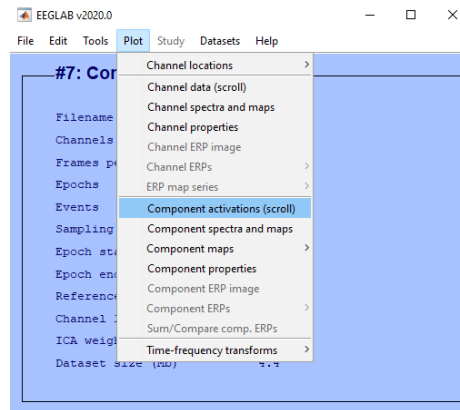 EEGLAB v2020.0
File Edit Tools Plot Study Datasets Help
#7: Cor
Channel locations >
Channel data (scroll)
Channel spectra and maps
Channel properties
Channel ERP image
Channel ERPs >
ERP map series >
Component activations (scroll)
Component spectra and maps
Component maps >
Component properties
Component ERP image
Component ERPs >
Sum/Compare comp. ERPs
Time-frequency transforms >
Filename
Channels
Frames pe
Epochs
Events
Sampling
Epoch sta
Epoch end
Reference
Channel
ICA weigh
Dataset size (Mb) 4.4